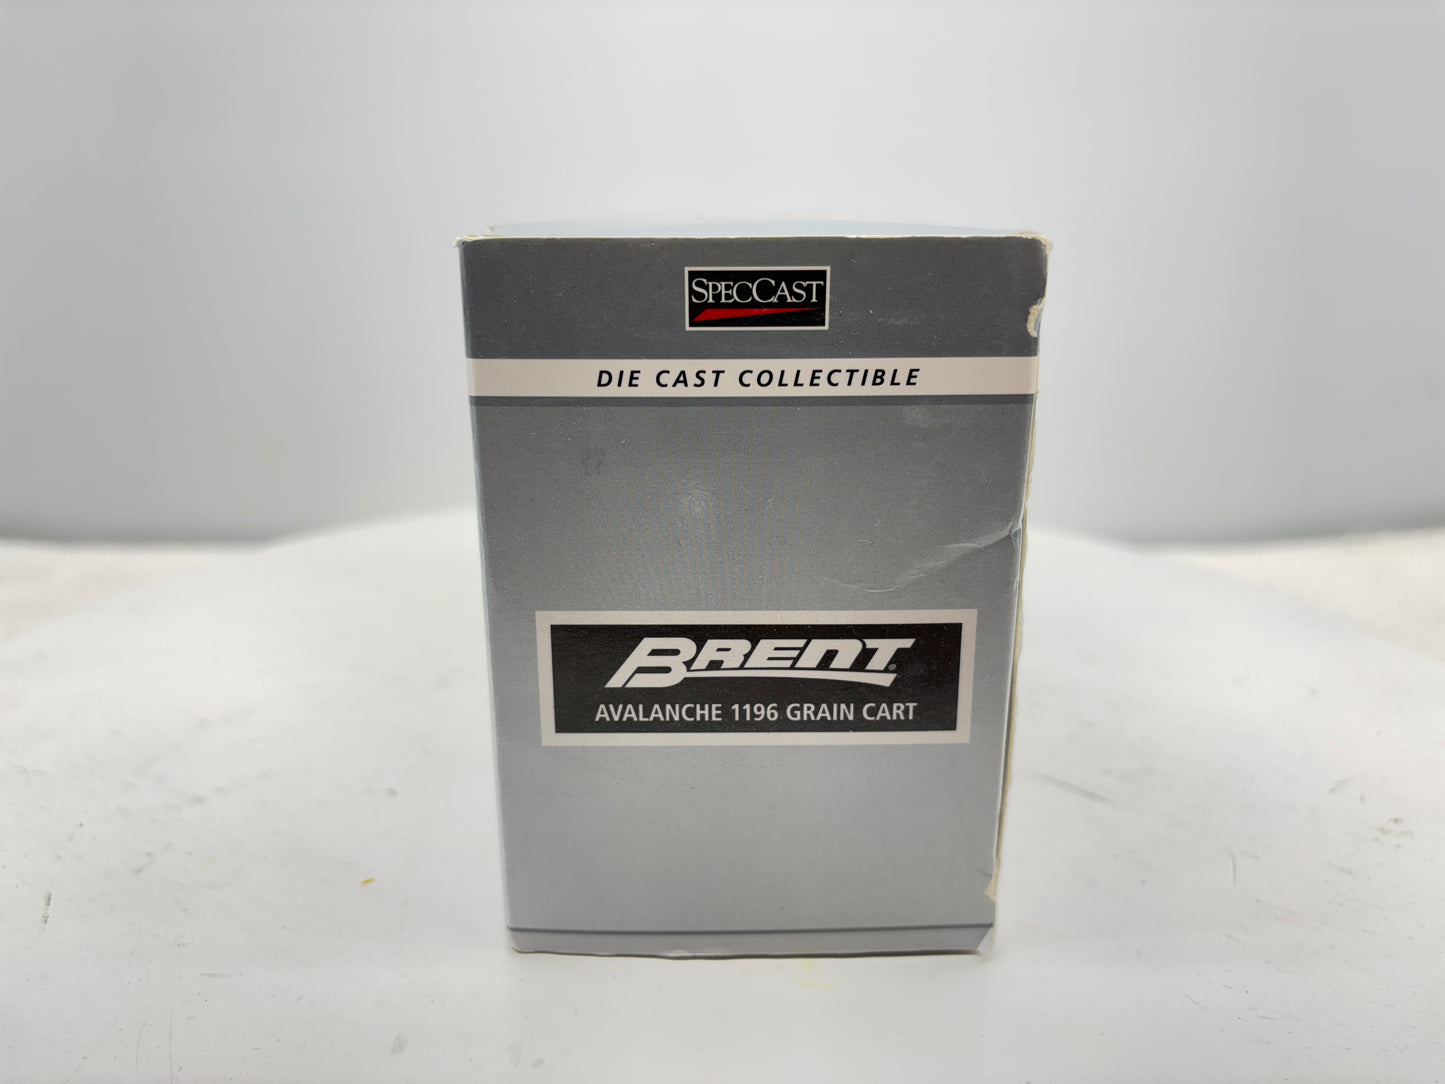 SPECCAST
DIE CAST COLLECTIBLE
BRENT®
AVALANCHE 1196 GRAIN CART